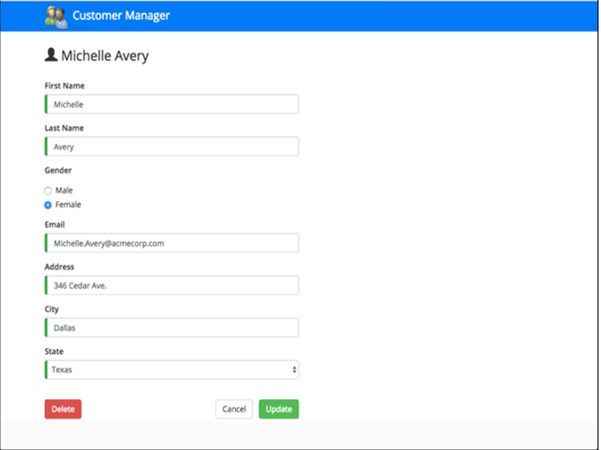 Customer Manager
Michelle Avery
First Name
Michelle
Last Name
Avery
Gender
Male
Female
Email
Michelle.Avery@acmecorp.com
Address
346 Cedar Ave.
City
Dallas
State
Texas
Delete Cancel Update